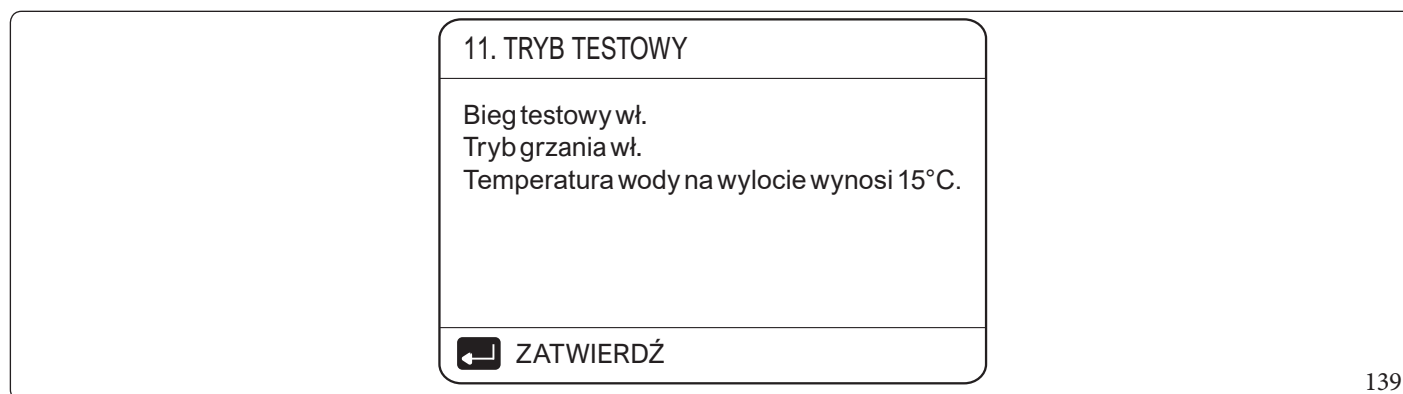 11. TRYB TESTOWY
Bieg testowy wł.
Tryb grzania wł.
Temperatura wody na wylocie wynosi 15°C.
ZATWIERDŹ
139